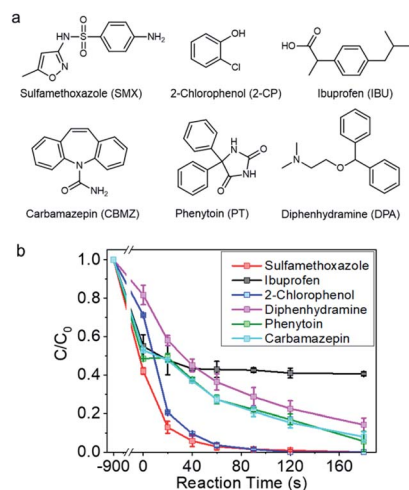 a
HN
S
O
O
NH2
O
N
Sulfamethoxazole (SMX)
OH
Cl
2-Chlorophenol (2-CP)
O
HO
Ibuprofen (IBU)
N
O
NH2
Carbamazepin (CBMZ)
H
N
O
NH
O
Phenytoin (PT)
N
O
Diphenhydramine (DPA)
b
Sulfamethoxazole
Ibuprofen
2-Chlorophenol
Diphenhydramine
Phenytoin
Carbamazepin
C/C0
1.0
0.8
0.6
0.4
0.2
0.0
-900 0 40 80 120 160
Reaction Time (s)